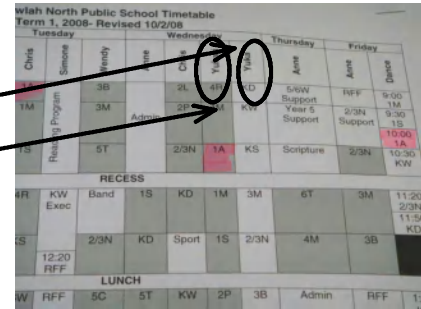 wlah North Public School Timetable
Term 1, 2008- Revised 10/2/08
Tuesday Wednesday Thursday Friday
Chris Simone Wendy Anne Chris Yuka Anne Anne Dance
1A 3B 2L 4R KD 5/6W Support RFF 9:00 1M
1M Reading Program 3M Admin 2P KW Year 5 Support 2/3N Support 9:30 1S
10:00 1A
1S 5T 2/3N 1A KS Scripture 2/3N 10:30 KW
RECESS
4R KW Exec Band 1S KD 1M 3M 6T 3M 11:20 2/3N
11:50 KD
KS 2/3N KD Sport 1S 2/3N 4M 3B
12:20 RFF
LUNCH
RFF 5C 5T KW 2P 3B Admin RFF